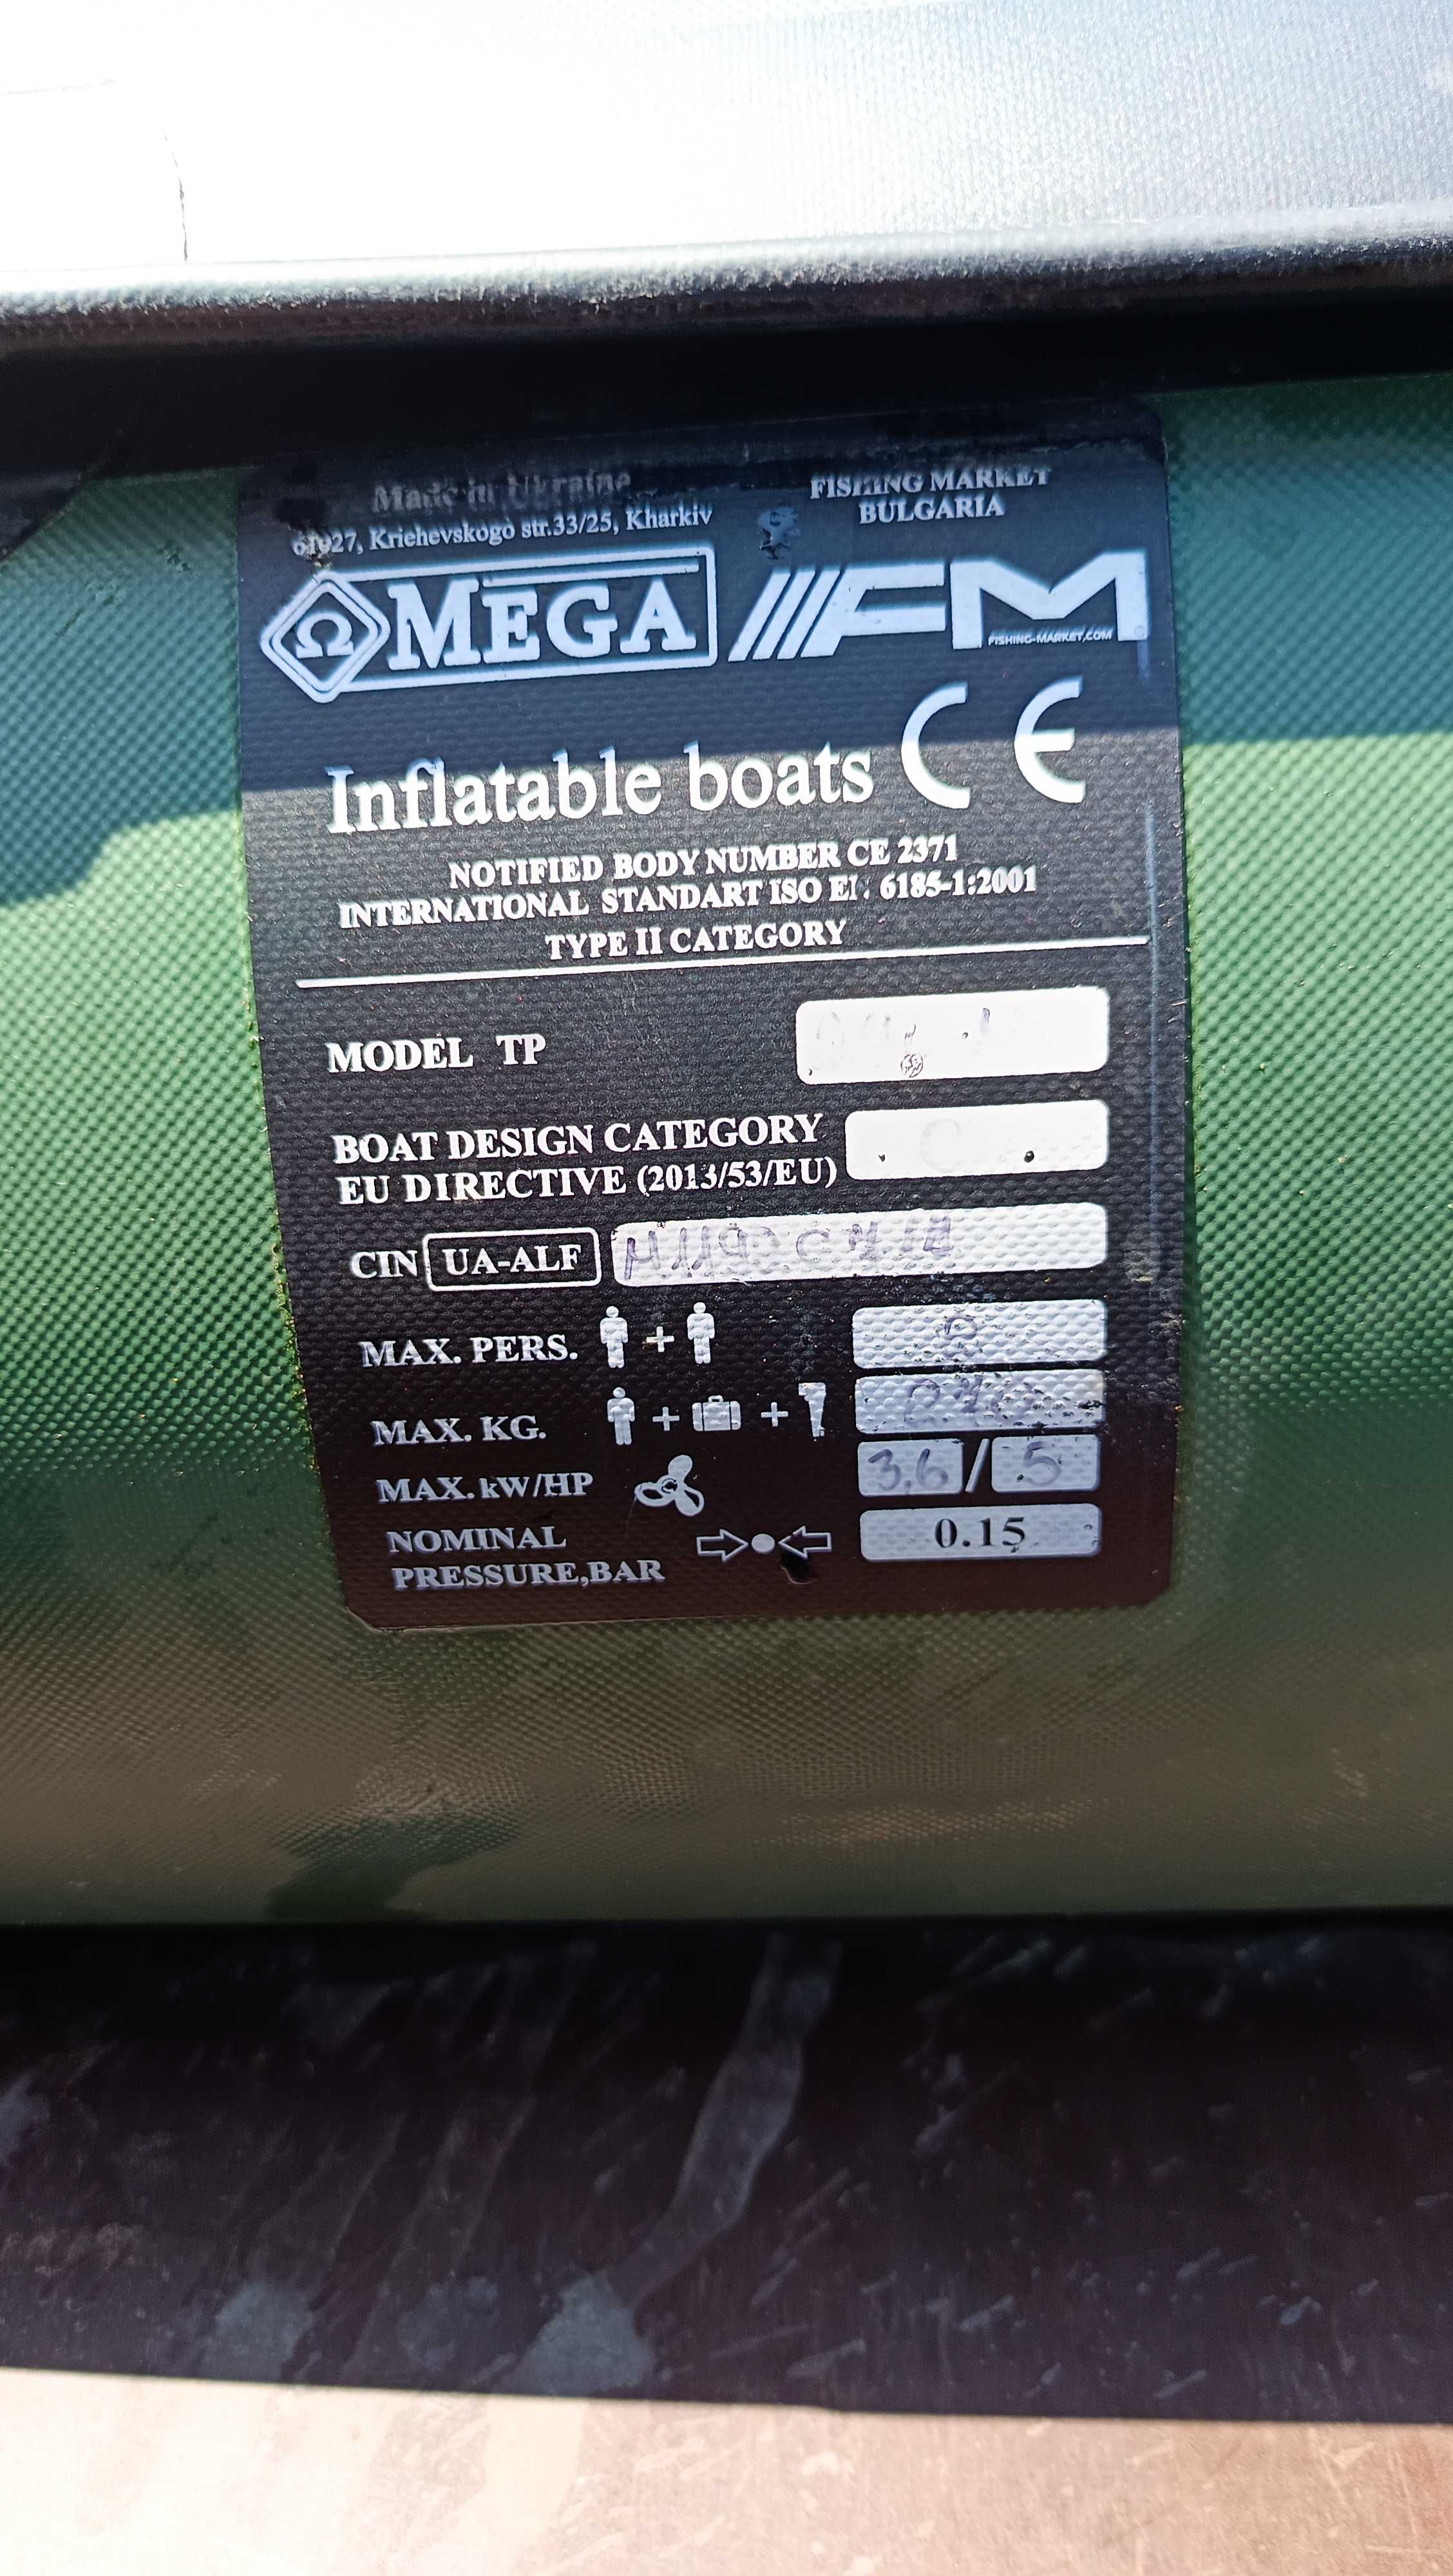 Made in Ukraine
61027, Kriehevskogo str.33/25, Kharkiv
FISHING MARKET
BULGARIA
Ω OMEGA
FM
FISHING-MARKET.COM
Inflatable boats CE
NOTIFIED BODY NUMBER CE 2371
INTERNATIONAL STANDART ISO EN 6185-1:2001
TYPE II CATEGORY
MODEL TP
BOAT DESIGN CATEGORY C
EU DIRECTIVE (2013/53/EU)
CIN UA-ALF
MAX. PERS. +
MAX. KG. + +
MAX. kW/HP 3,6 / 5
NOMINAL
PRESSURE,BAR 0.15